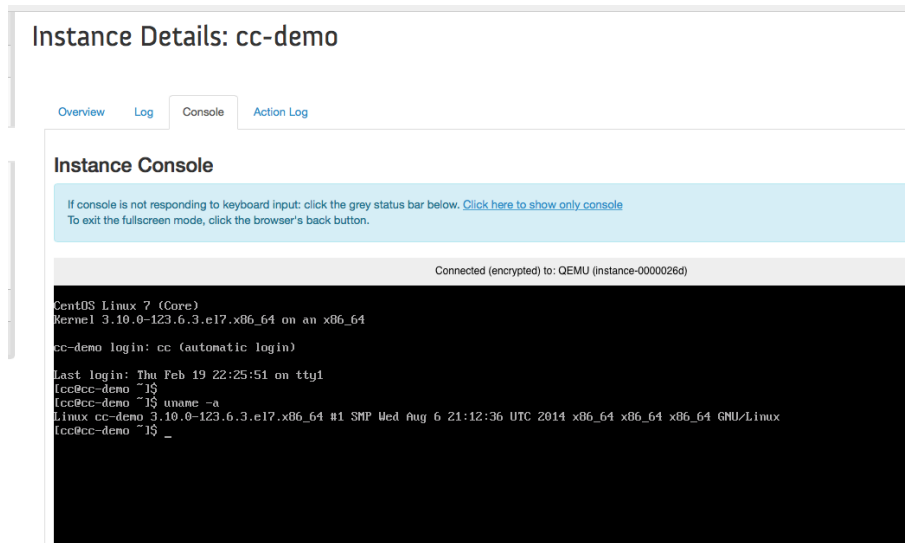 Instance Details: cc-demo
Overview Log Console Action Log
Instance Console
If console is not responding to keyboard input: click the grey status bar below. Click here to show only console
To exit the fullscreen mode, click the browser's back button.
Connected (encrypted) to: QEMU (instance-0000026d)
CentOS Linux 7 (Core)
Kernel 3.10.0-123.6.3.el7.x86_64 on an x86_64
cc-demo login: cc (automatic login)
Last login: Thu Feb 19 22:25:51 on tty1
[cc@cc-demo ~]$
[cc@cc-demo ~]$ uname -a
Linux cc-demo 3.10.0-123.6.3.el7.x86_64 #1 SMP Wed Aug 6 21:12:36 UTC 2014 x86_64 x86_64 x86_64 GNU/Linux
[cc@cc-demo ~]$ _